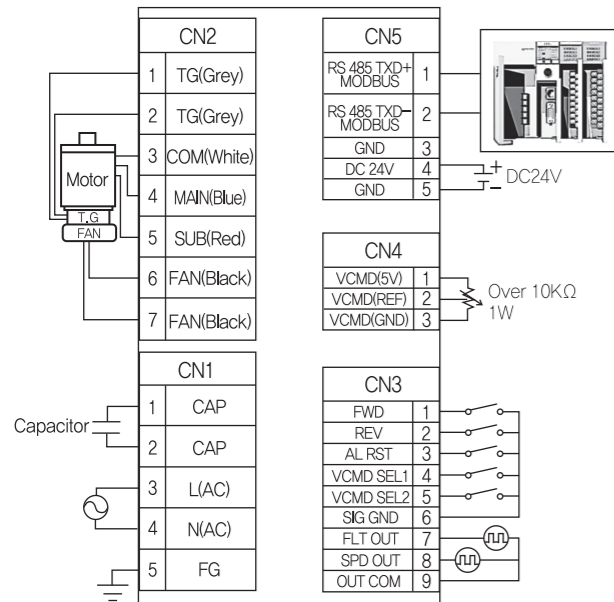 CN2
1 TG(Grey)
2 TG(Grey)
3 COM(White)
4 MAIN(Blue)
5 SUB(Red)
6 FAN(Black)
7 FAN(Black)
Motor
T.G
FAN
CN1
1 CAP
2 CAP
3 L(AC)
4 N(AC)
5 FG
Capacitor
CN5
RS 485 TXD+
MODBUS 1
RS 485 TXD-
MODBUS 2
GND 3
DC 24V 4
GND 5
+
DC24V
−
CN4
VCMD(5V) 1
VCMD(REF) 2
VCMD(GND) 3
Over 10KΩ
1W
CN3
FWD 1
REV 2
AL RST 3
VCMD SEL1 4
VCMD SEL2 5
SIG GND 6
FLT OUT 7
SPD OUT 8
OUT COM 9